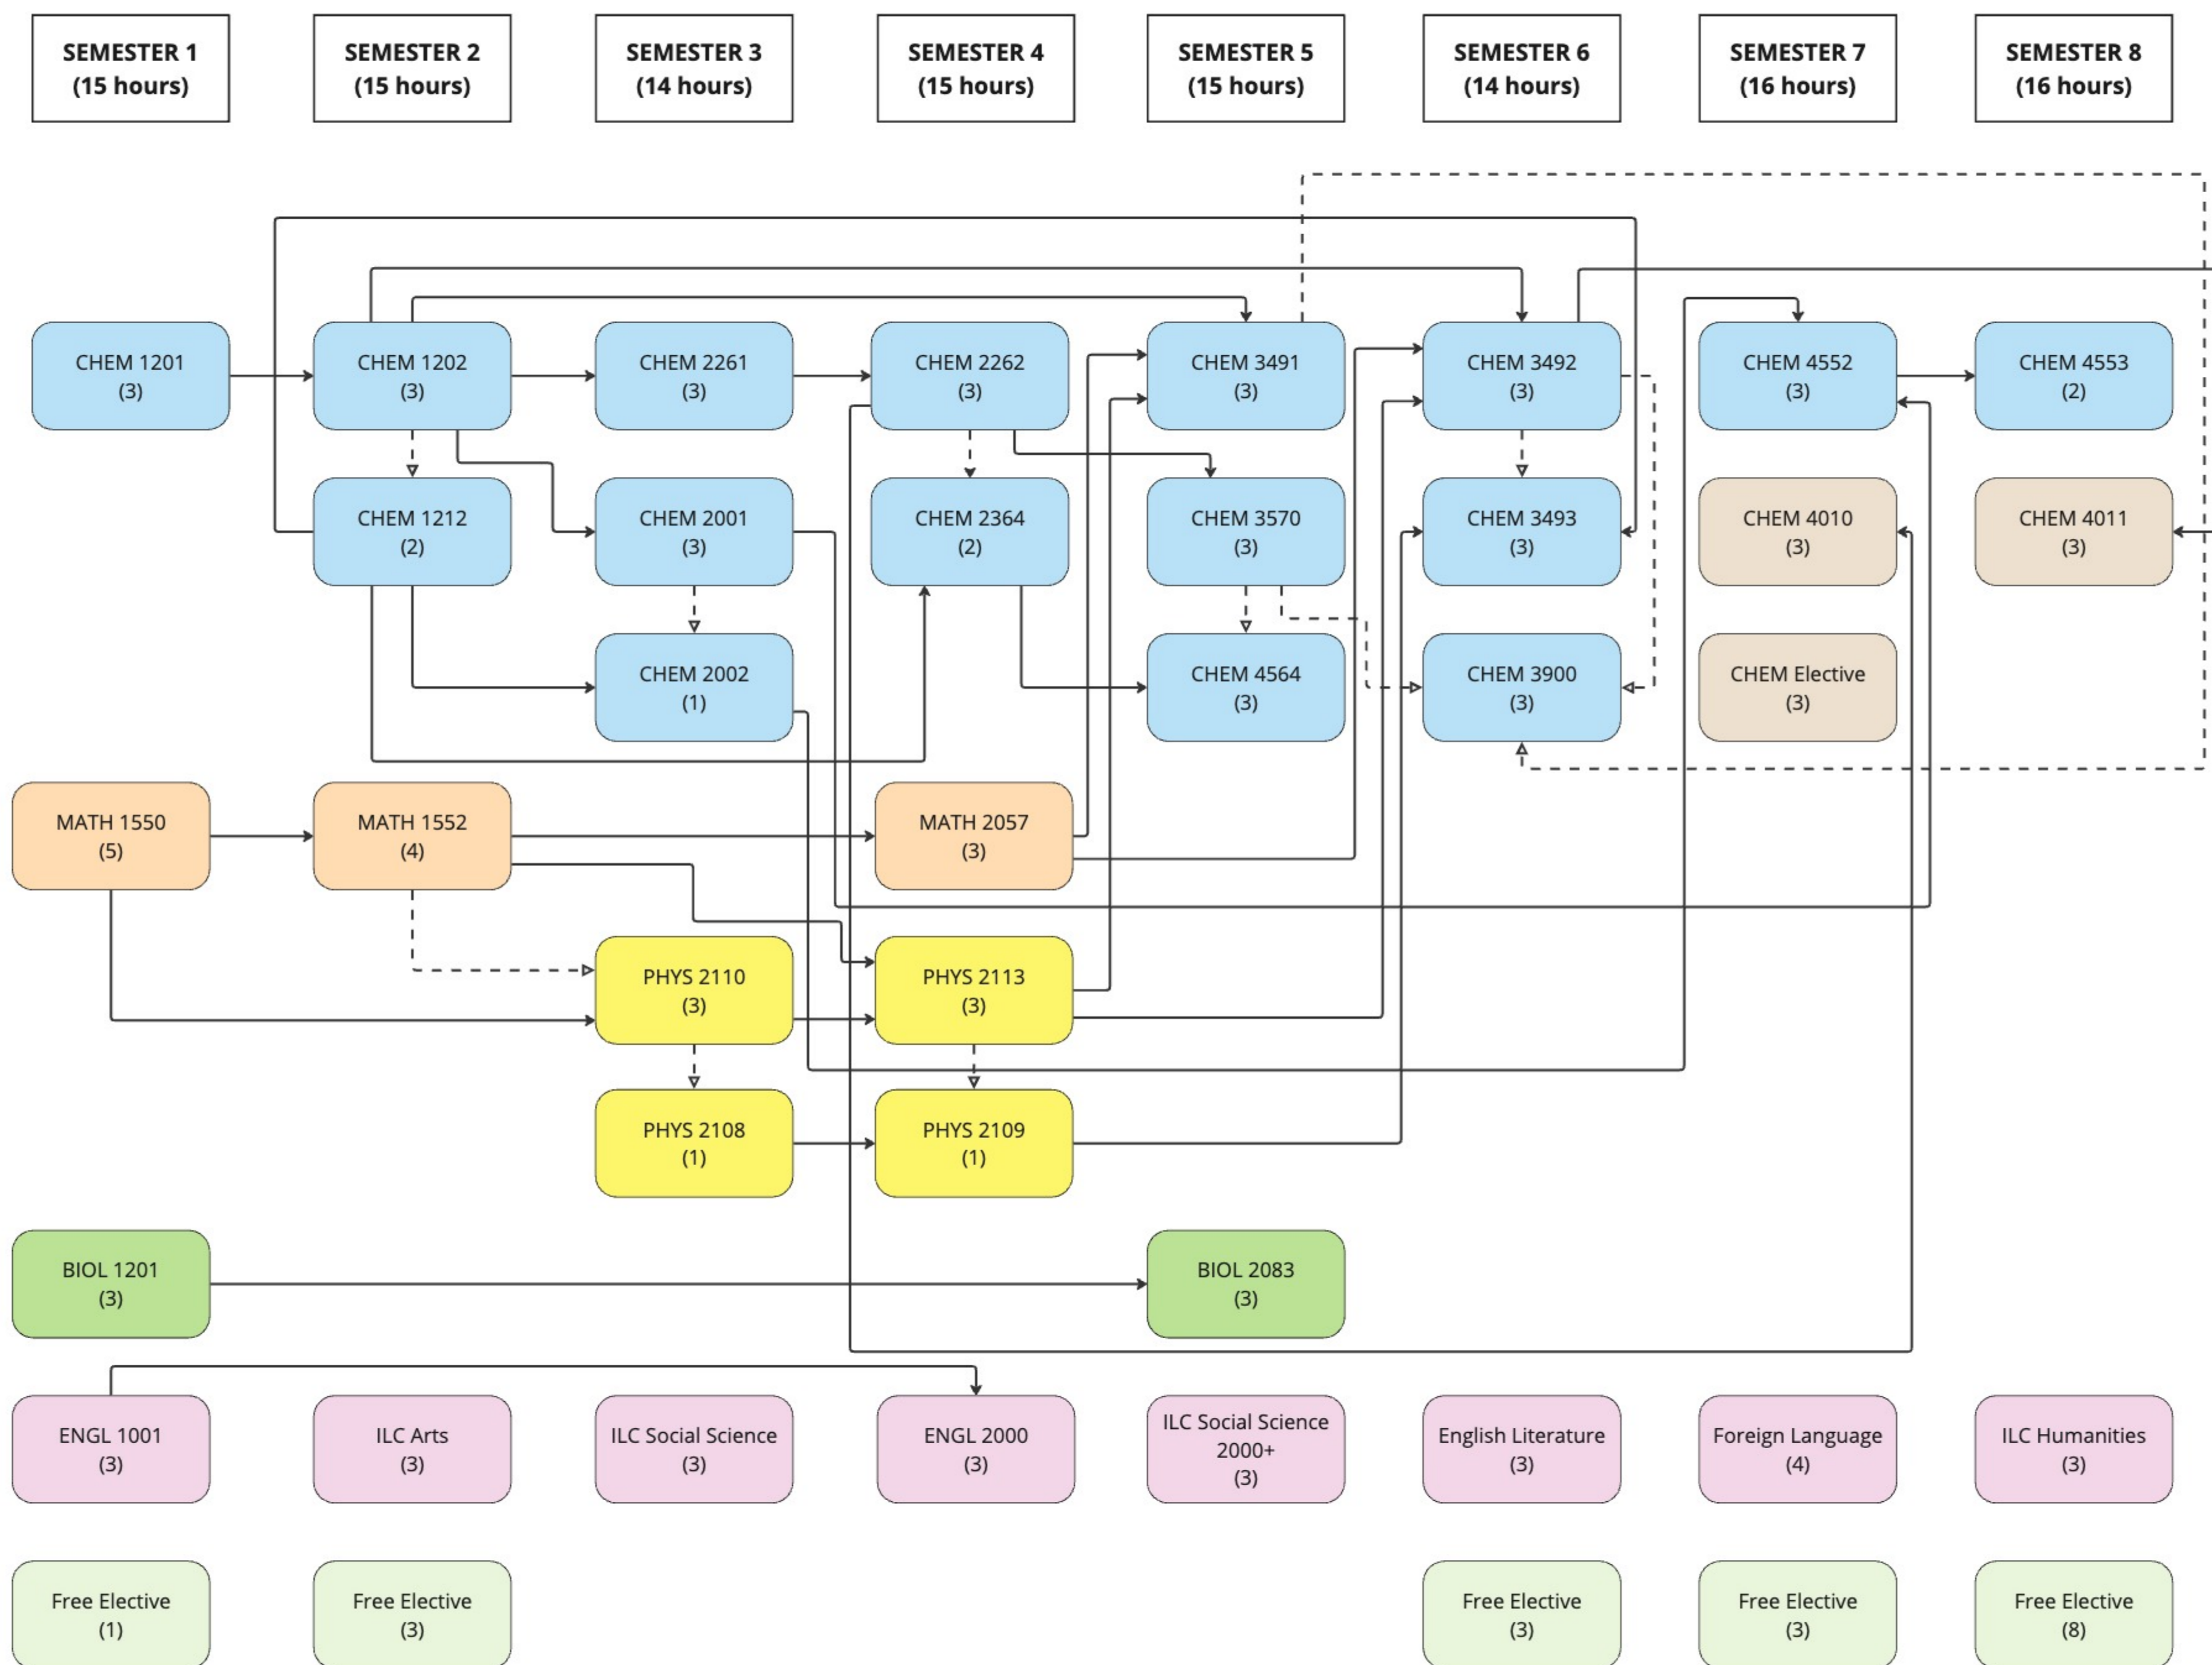 SEMESTER 1
(15 hours)
SEMESTER 2
(15 hours)
SEMESTER 3
(14 hours)
SEMESTER 4
(15 hours)
SEMESTER 5
(15 hours)
SEMESTER 6
(14 hours)
SEMESTER 7
(16 hours)
SEMESTER 8
(16 hours)
CHEM 1201
(3)
CHEM 1202
(3)
CHEM 2261
(3)
CHEM 2262
(3)
CHEM 3491
(3)
CHEM 3492
(3)
CHEM 4552
(3)
CHEM 4553
(2)
CHEM 1212
(2)
CHEM 2001
(3)
CHEM 2364
(2)
CHEM 3570
(3)
CHEM 3493
(3)
CHEM 4010
(3)
CHEM 4011
(3)
CHEM 2002
(1)
CHEM 4564
(3)
CHEM 3900
(3)
CHEM Elective
(3)
MATH 1550
(5)
MATH 1552
(4)
MATH 2057
(3)
PHYS 2110
(3)
PHYS 2113
(3)
PHYS 2108
(1)
PHYS 2109
(1)
BIOL 1201
(3)
BIOL 2083
(3)
ENGL 1001
(3)
ILC Arts
(3)
ILC Social Science
(3)
ENGL 2000
(3)
ILC Social Science
2000+
(3)
English Literature
(3)
Foreign Language
(4)
ILC Humanities
(3)
Free Elective
(1)
Free Elective
(3)
Free Elective
(3)
Free Elective
(3)
Free Elective
(8)